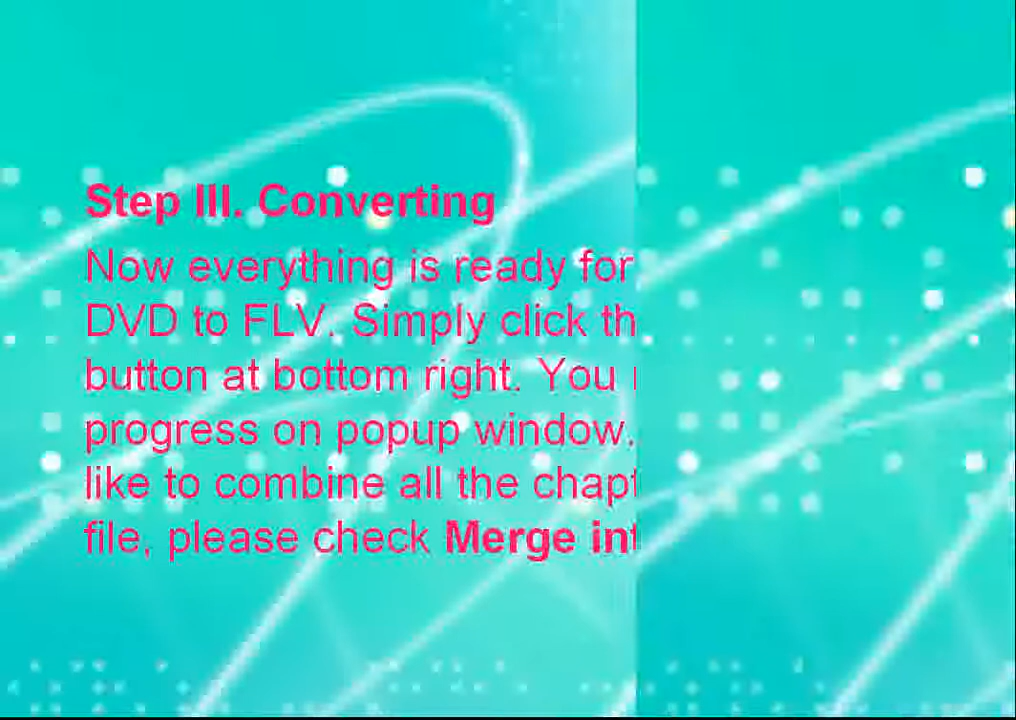 Step III. Converting
Now everything is ready for
DVD to FLV. Simply click th
button at bottom right. You
progress on popup window.
like to combine all the chapt
file, please check Merge int